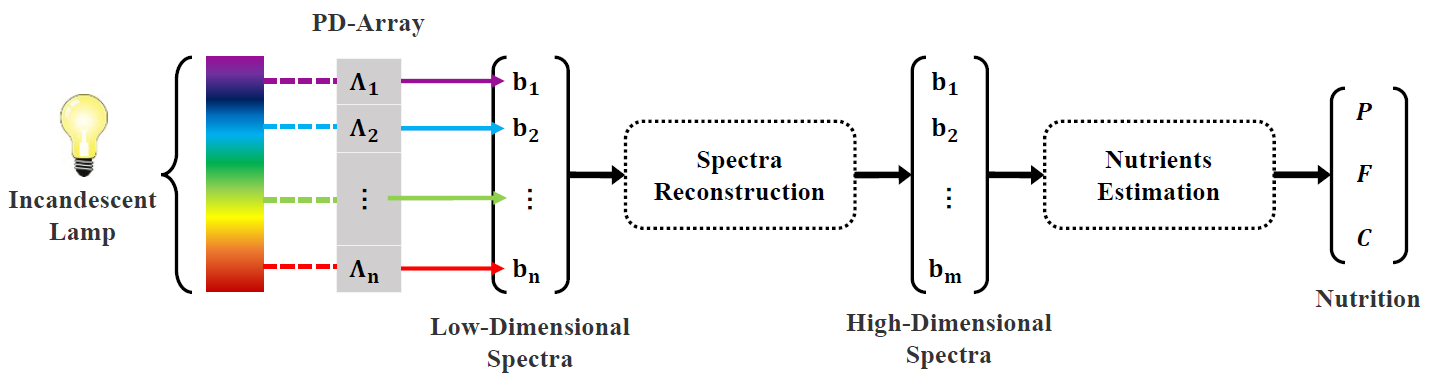 PD-Array
Incandescent
Lamp
Λ1
Λ2
⋮
Λn
b1
b2
⋮
bn
Low-Dimensional
Spectra
Spectra
Reconstruction
b1
b2
⋮
bm
High-Dimensional
Spectra
Nutrients
Estimation
P
F
C
Nutrition